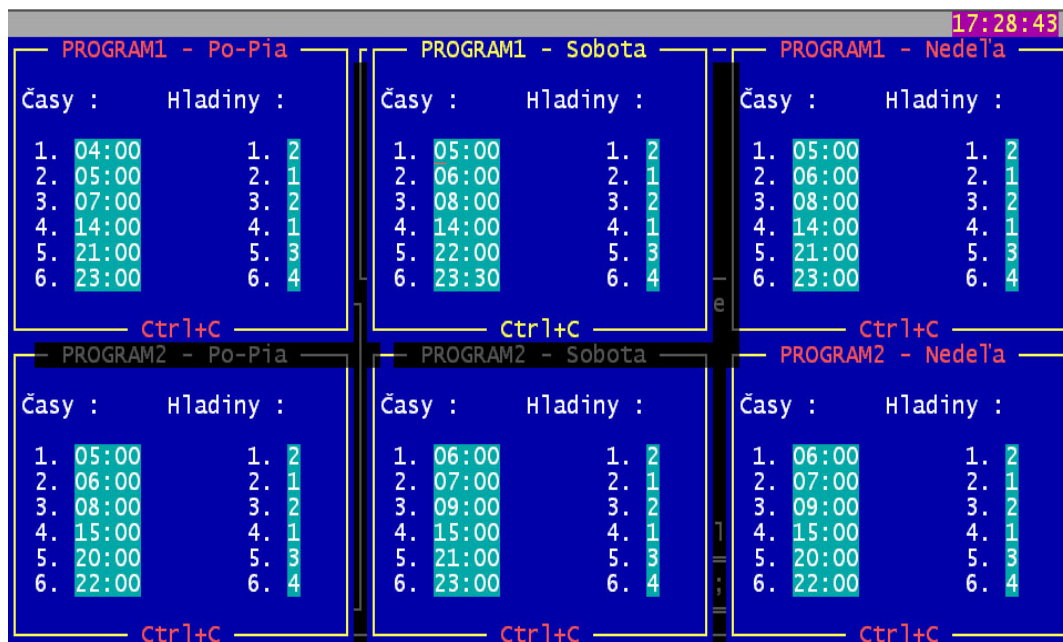 17:28:43
PROGRAM1 - Po-Pia
Časy : Hladiny :
1. 04:00 1. 2
2. 05:00 2. 1
3. 07:00 3. 2
4. 14:00 4. 1
5. 21:00 5. 3
6. 23:00 6. 4
Ctrl+C
PROGRAM1 - Sobota
Časy : Hladiny :
1. 05:00 1. 2
2. 06:00 2. 1
3. 08:00 3. 2
4. 14:00 4. 1
5. 22:00 5. 3
6. 23:30 6. 4
Ctrl+C
PROGRAM1 - Nedeľa
Časy : Hladiny :
1. 05:00 1. 2
2. 06:00 2. 1
3. 08:00 3. 2
4. 14:00 4. 1
5. 21:00 5. 3
6. 23:00 6. 4
Ctrl+C
PROGRAM2 - Po-Pia
Časy : Hladiny :
1. 05:00 1. 2
2. 06:00 2. 1
3. 08:00 3. 2
4. 15:00 4. 1
5. 20:00 5. 3
6. 22:00 6. 4
Ctrl+C
PROGRAM2 - Sobota
Časy : Hladiny :
1. 06:00 1. 2
2. 07:00 2. 1
3. 09:00 3. 2
4. 15:00 4. 1
5. 21:00 5. 3
6. 23:00 6. 4
Ctrl+C
PROGRAM2 - Nedeľa
Časy : Hladiny :
1. 06:00 1. 2
2. 07:00 2. 1
3. 09:00 3. 2
4. 15:00 4. 1
5. 20:00 5. 3
6. 22:00 6. 4
Ctrl+C